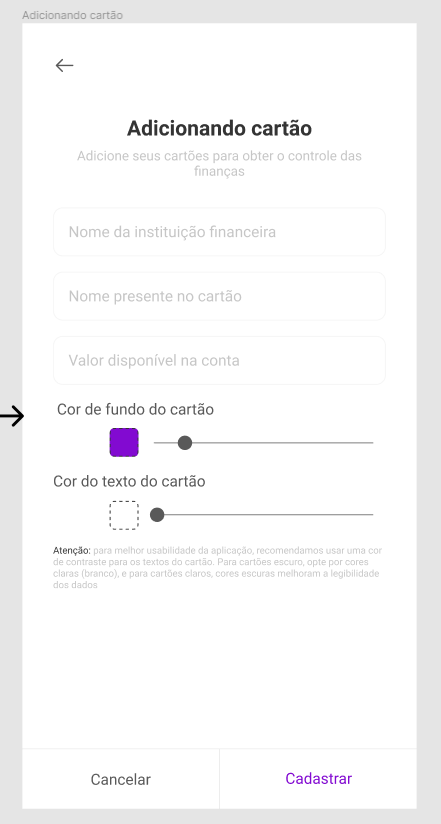 Adicionando cartão
Adicionando cartão
Adicione seus cartões para obter o controle das
finanças
Nome da instituição financeira
Nome presente no cartão
Valor disponível na conta
Cor de fundo do cartão
Cor do texto do cartão
Atenção: para melhor usabilidade da aplicação, recomendamos usar uma cor
de contraste para os textos do cartão. Para cartões escuro, opte por cores
claras (branco), e para cartões claros, cores escuras melhoram a legibilidade
dos dados
Cancelar
Cadastrar